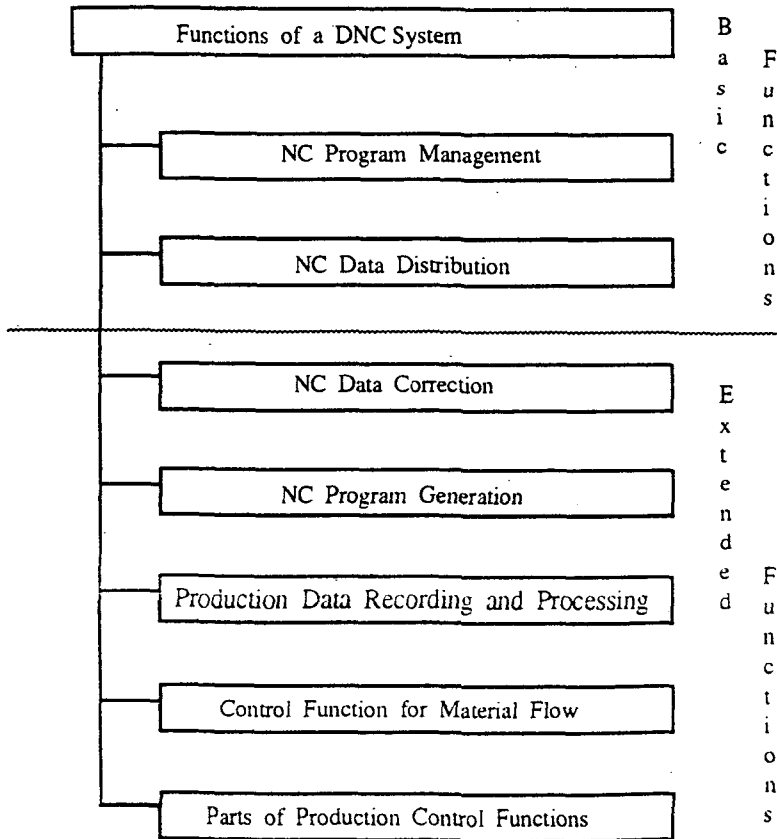 Functions of a DNC System
NC Program Management
NC Data Distribution
Basic
Functions
NC Data Correction
NC Program Generation
Production Data Recording and Processing
Control Function for Material Flow
Parts of Production Control Functions
Extended
Functions